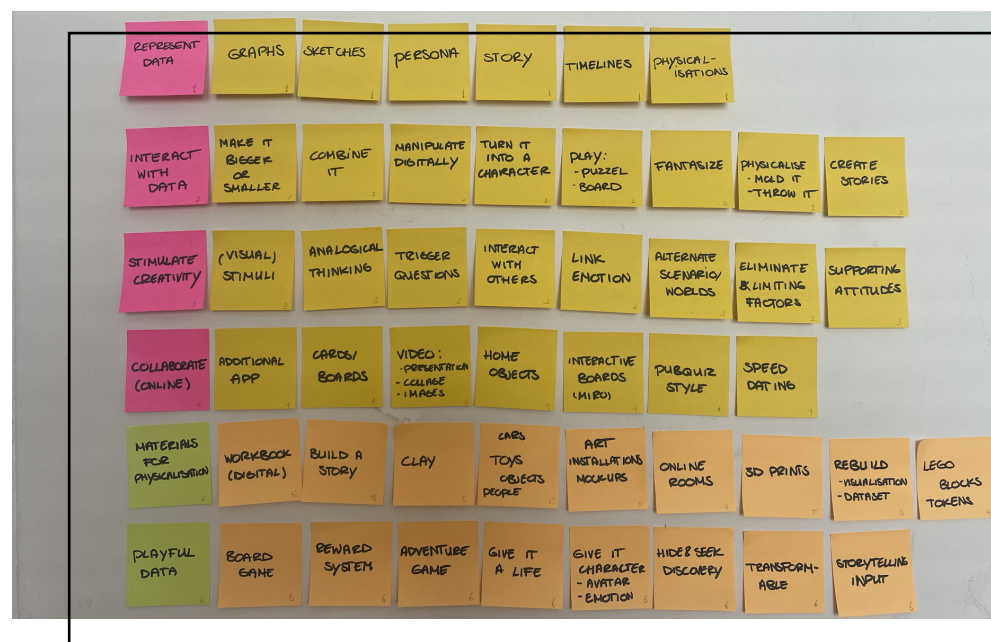 REPRESENT
DATA
GRAPHS
SKETCHES
PERSONA
STORY
TIMELINES
PHYSICAL-
ISATIONS
INTERACT
WITH
DATA
MAKE IT
BIGGER
OR
SMALLER
COMBINE
IT
MANIPULATE
DIGITALLY
TURN IT
INTO A
CHARACTER
PLAY:
-PUZZEL
-BOARD
FANTASIZE
PHYSICALISE
- MOLD IT
- THROW IT
CREATE
STORIES
STIMULATE
CREATIVITY
(VISUAL)
STIMULI
ANALOGICAL
THINKING
TRIGGER
QUESTIONS
INTERACT
WITH
OTHERS
LINK
EMOTION
ALTERNATE
SCENARIO/
WORLDS
ELIMINATE
& LIMITING
FACTORS
SUPPORTING
ATTITUDES
COLLABORATE
(ONLINE)
ADDITIONAL
APP
CARDS/
BOARDS
VIDEO:
-PRESENTATION
- COLLAGE
- IMAGES
HOME
OBJECTS
INTERACTIVE
BOARDS
(MIRO)
PUBQUIZ
STYLE
SPEED
DATING
MATERIALS
FOR
PHYSICALISATION
WORKBOOK
(DIGITAL)
BUILD A
STORY
CLAY
CARS
TOYS
OBJECTS
PEOPLE
ART
INSTALLATIONS
MOCKUPS
ONLINE
ROOMS
3D PRINTS
REBUILD
-VISUALISATION
- DATASET
LEGO
BLOCKS
TOKENS
PLAYFUL
DATA
BOARD
GAME
REWARD
SYSTEM
ADVENTURE
GAME
GIVE IT
A LIFE
GIVE IT
CHARACTER
- AVATAR
- EMOTION
HIDE & SEEK
DISCOVERY
TRANSFORM-
ABLE
STORYTELLING
INPUT